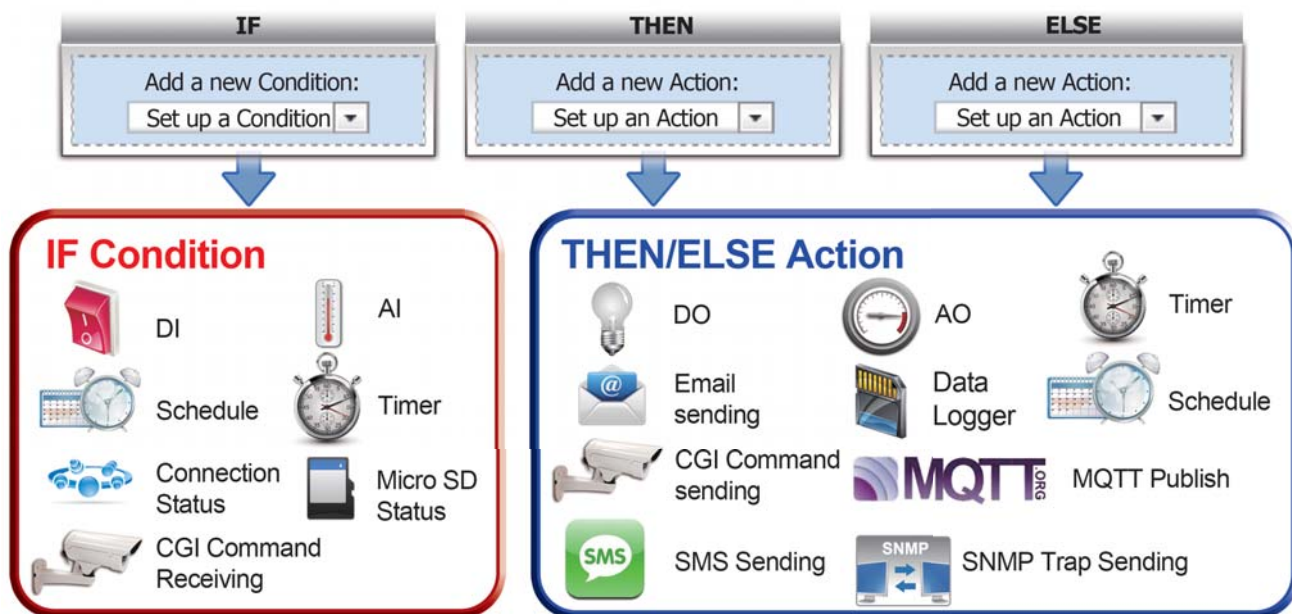 IF
Add a new Condition:
Set up a Condition
THEN
Add a new Action:
Set up an Action
ELSE
Add a new Action:
Set up an Action
IF Condition
DI
AI
Schedule
Timer
Connection
Status
Micro SD
Status
CGI Command
Receiving
THEN/ELSE Action
DO
AO
Timer
@
Email
sending
Data
Logger
Schedule
CGI Command
sending
MQTT.ORG
MQTT Publish
SMS
SMS Sending
SNMP
SNMP Trap Sending